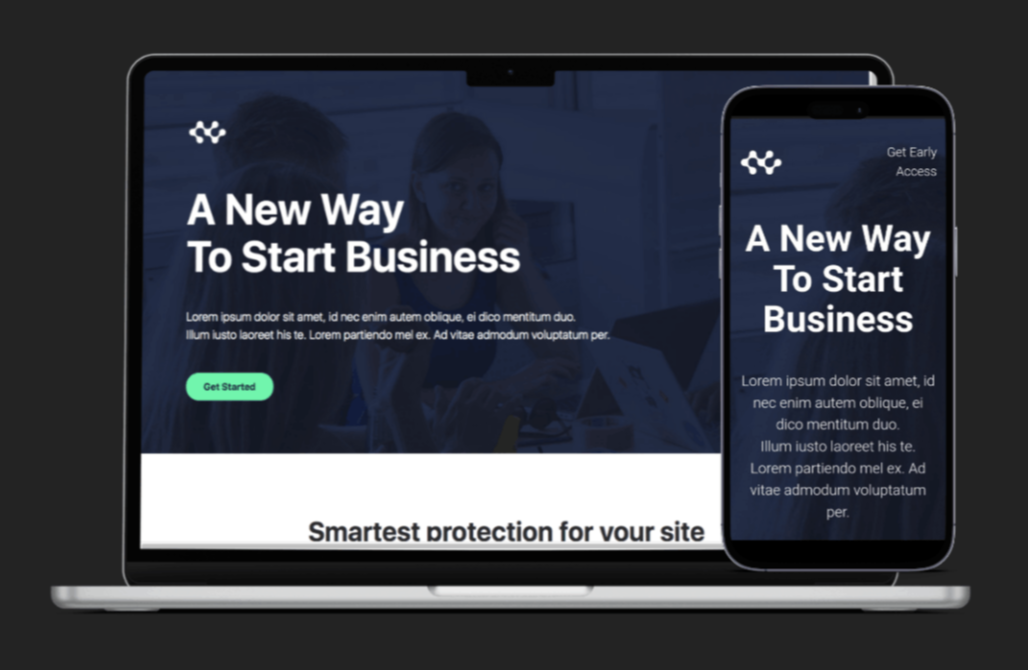 A New Way
To Start Business
Lorem ipsum dolor sit amet, id nec enim autem oblique, ei dico mentitum duo.
Illum iusto laoreet his te. Lorem partiendo mel ex. Ad vitae admodum voluptatum per.
Get Started
Smartest protection for your site
Get Early
Access
A New Way
To Start
Business
Lorem ipsum dolor sit amet, id
nec enim autem oblique, ei
dico mentitum duo.
Illum iusto laoreet his te.
Lorem partiendo mel ex. Ad
vitae admodum voluptatum
per.